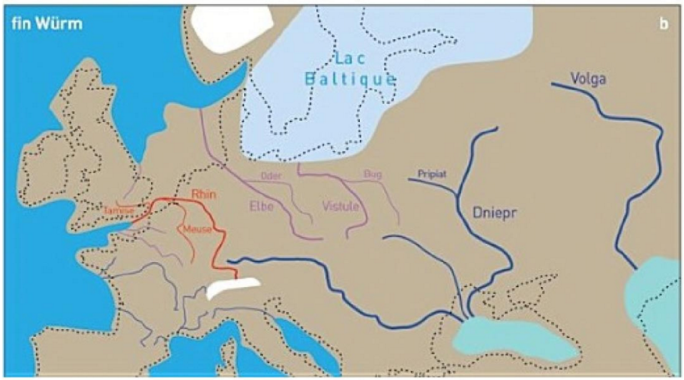 fin Würm
b
Lac
Baltique
Volga
Oder
Bug
Pripiat
Rhin
Tamise
Elbe
Vistule
Dniepr
Meuse